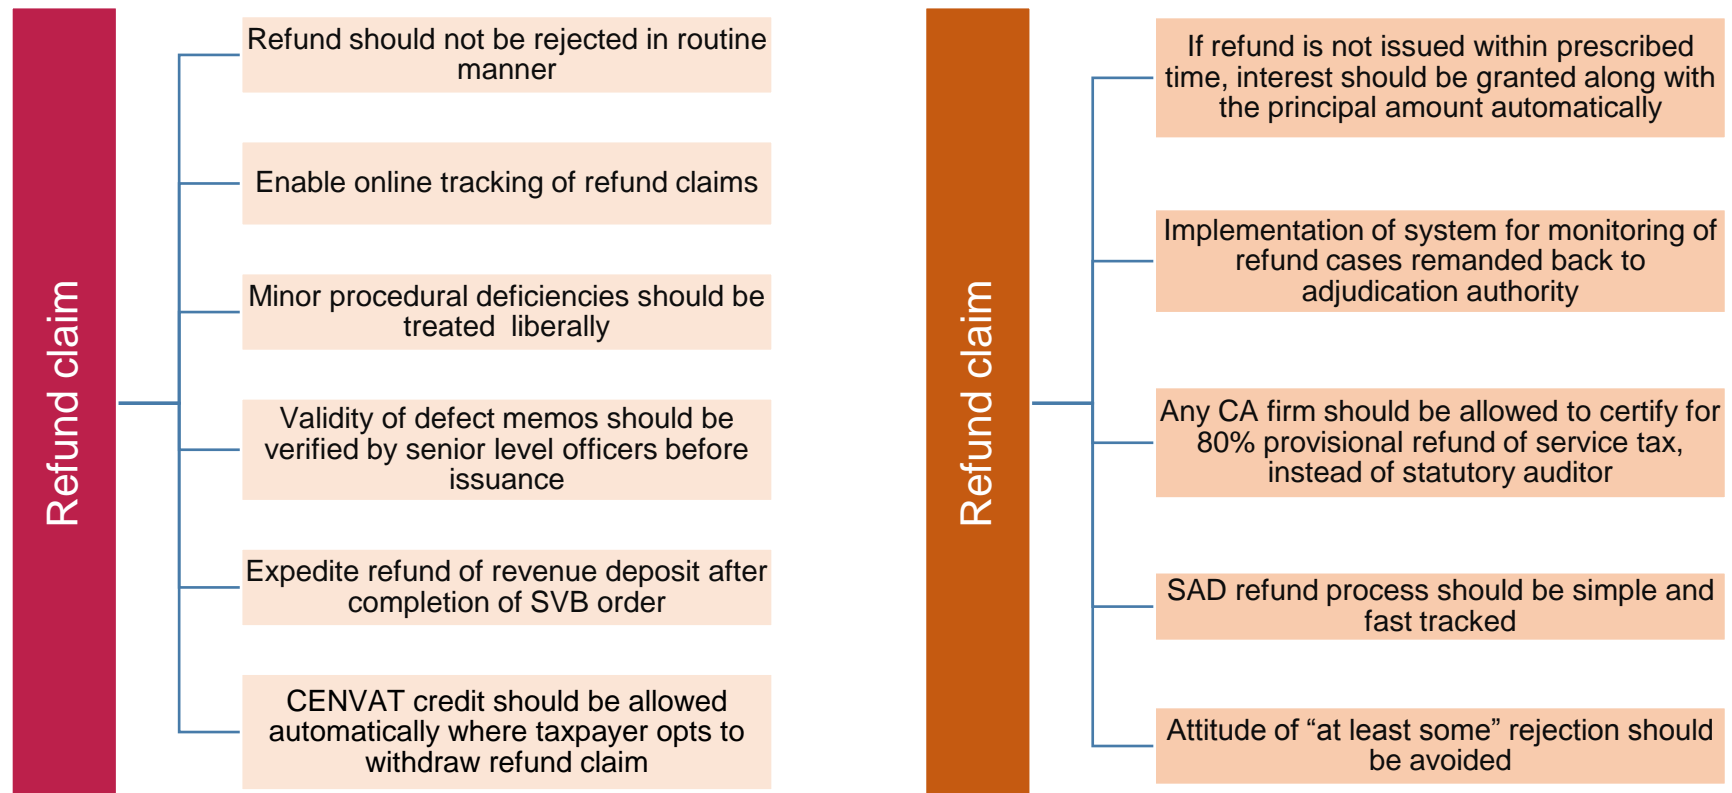 Refund claim
Refund should not be rejected in routine
manner
Enable online tracking of refund claims
Minor procedural deficiencies should be
treated liberally
Validity of defect memos should be
verified by senior level officers before
issuance
Expedite refund of revenue deposit after
completion of SVB order
CENVAT credit should be allowed
automatically where taxpayer opts to
withdraw refund claim
Refund claim
If refund is not issued within prescribed
time, interest should be granted along with
the principal amount automatically
Implementation of system for monitoring of
refund cases remanded back to
adjudication authority
Any CA firm should be allowed to certify for
80% provisional refund of service tax,
instead of statutory auditor
SAD refund process should be simple and
fast tracked
Attitude of “at least some” rejection should
be avoided